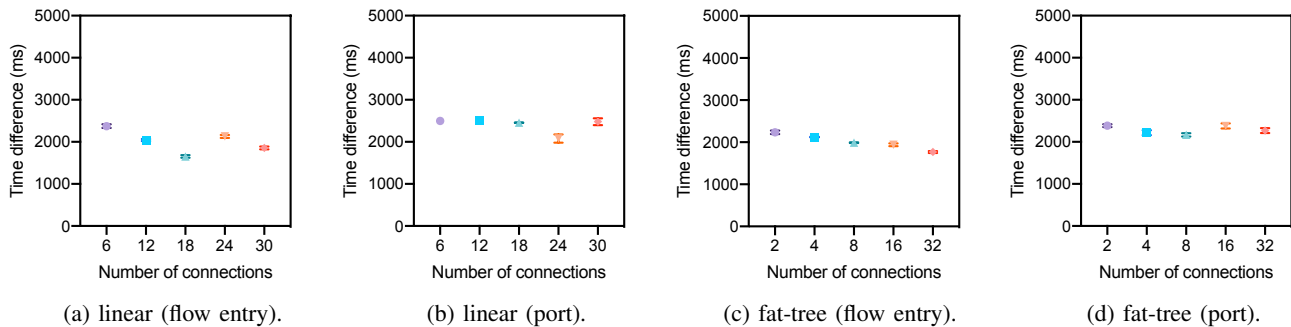 5000
4000
3000
2000
1000
0
Time difference (ms)
6 12 18 24 30
Number of connections
(a) linear (flow entry).
5000
4000
3000
2000
1000
0
Time difference (ms)
6 12 18 24 30
Number of connections
(b) linear (port).
5000
4000
3000
2000
1000
0
Time difference (ms)
2 4 8 16 32
Number of connections
(c) fat-tree (flow entry).
5000
4000
3000
2000
1000
0
Time difference (ms)
2 4 8 16 32
Number of connections
(d) fat-tree (port).